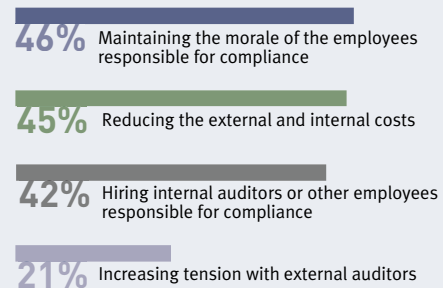 46% Maintaining the morale of the employees
responsible for compliance
45% Reducing the external and internal costs
42% Hiring internal auditors or other employees
responsible for compliance
21% Increasing tension with external auditors